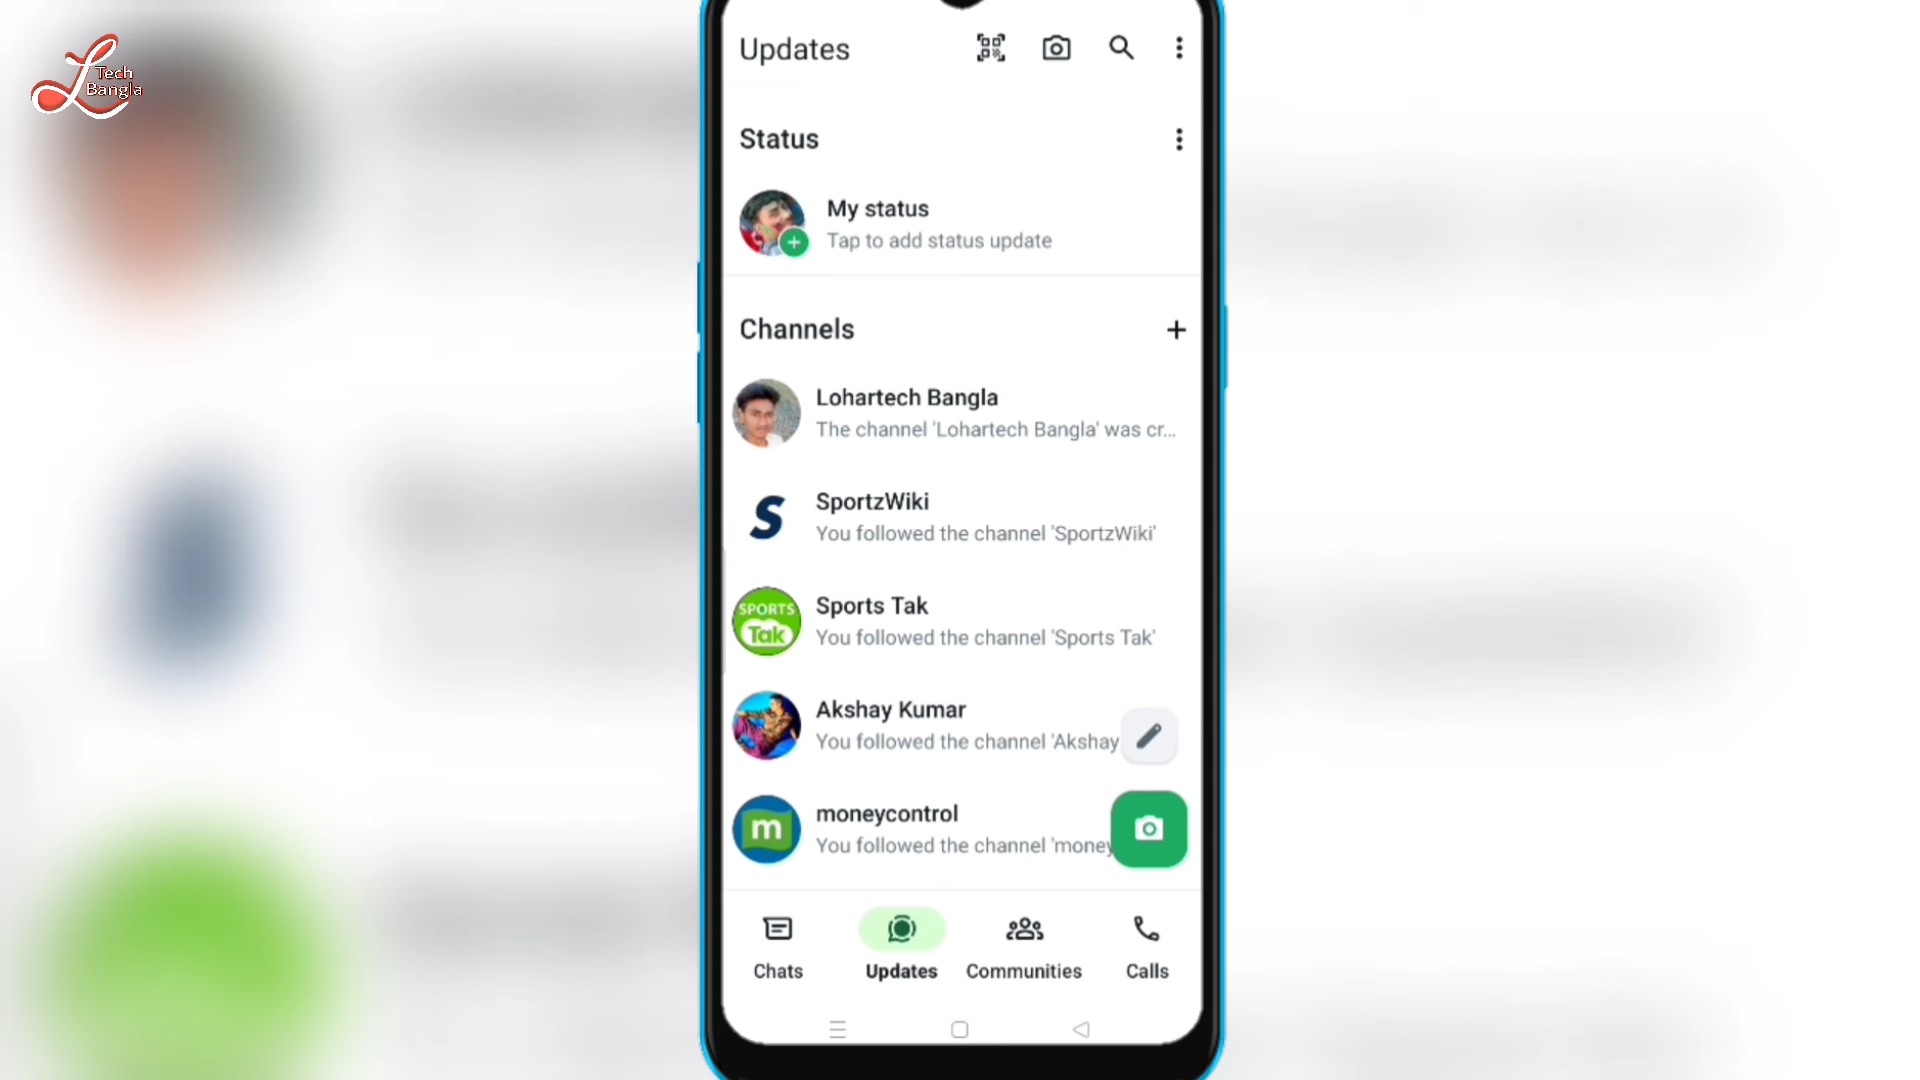 Tech
Bangla
Updates
Status
My status
Tap to add status update
Channels
Lohartech Bangla
The channel 'Lohartech Bangla' was cr...
SportzWiki
You followed the channel 'SportzWiki'
SPORTS
Tak
Sports Tak
You followed the channel 'Sports Tak'
Akshay Kumar
You followed the channel 'Akshay
m
moneycontrol
You followed the channel 'money
Chats
Updates
Communities
Calls